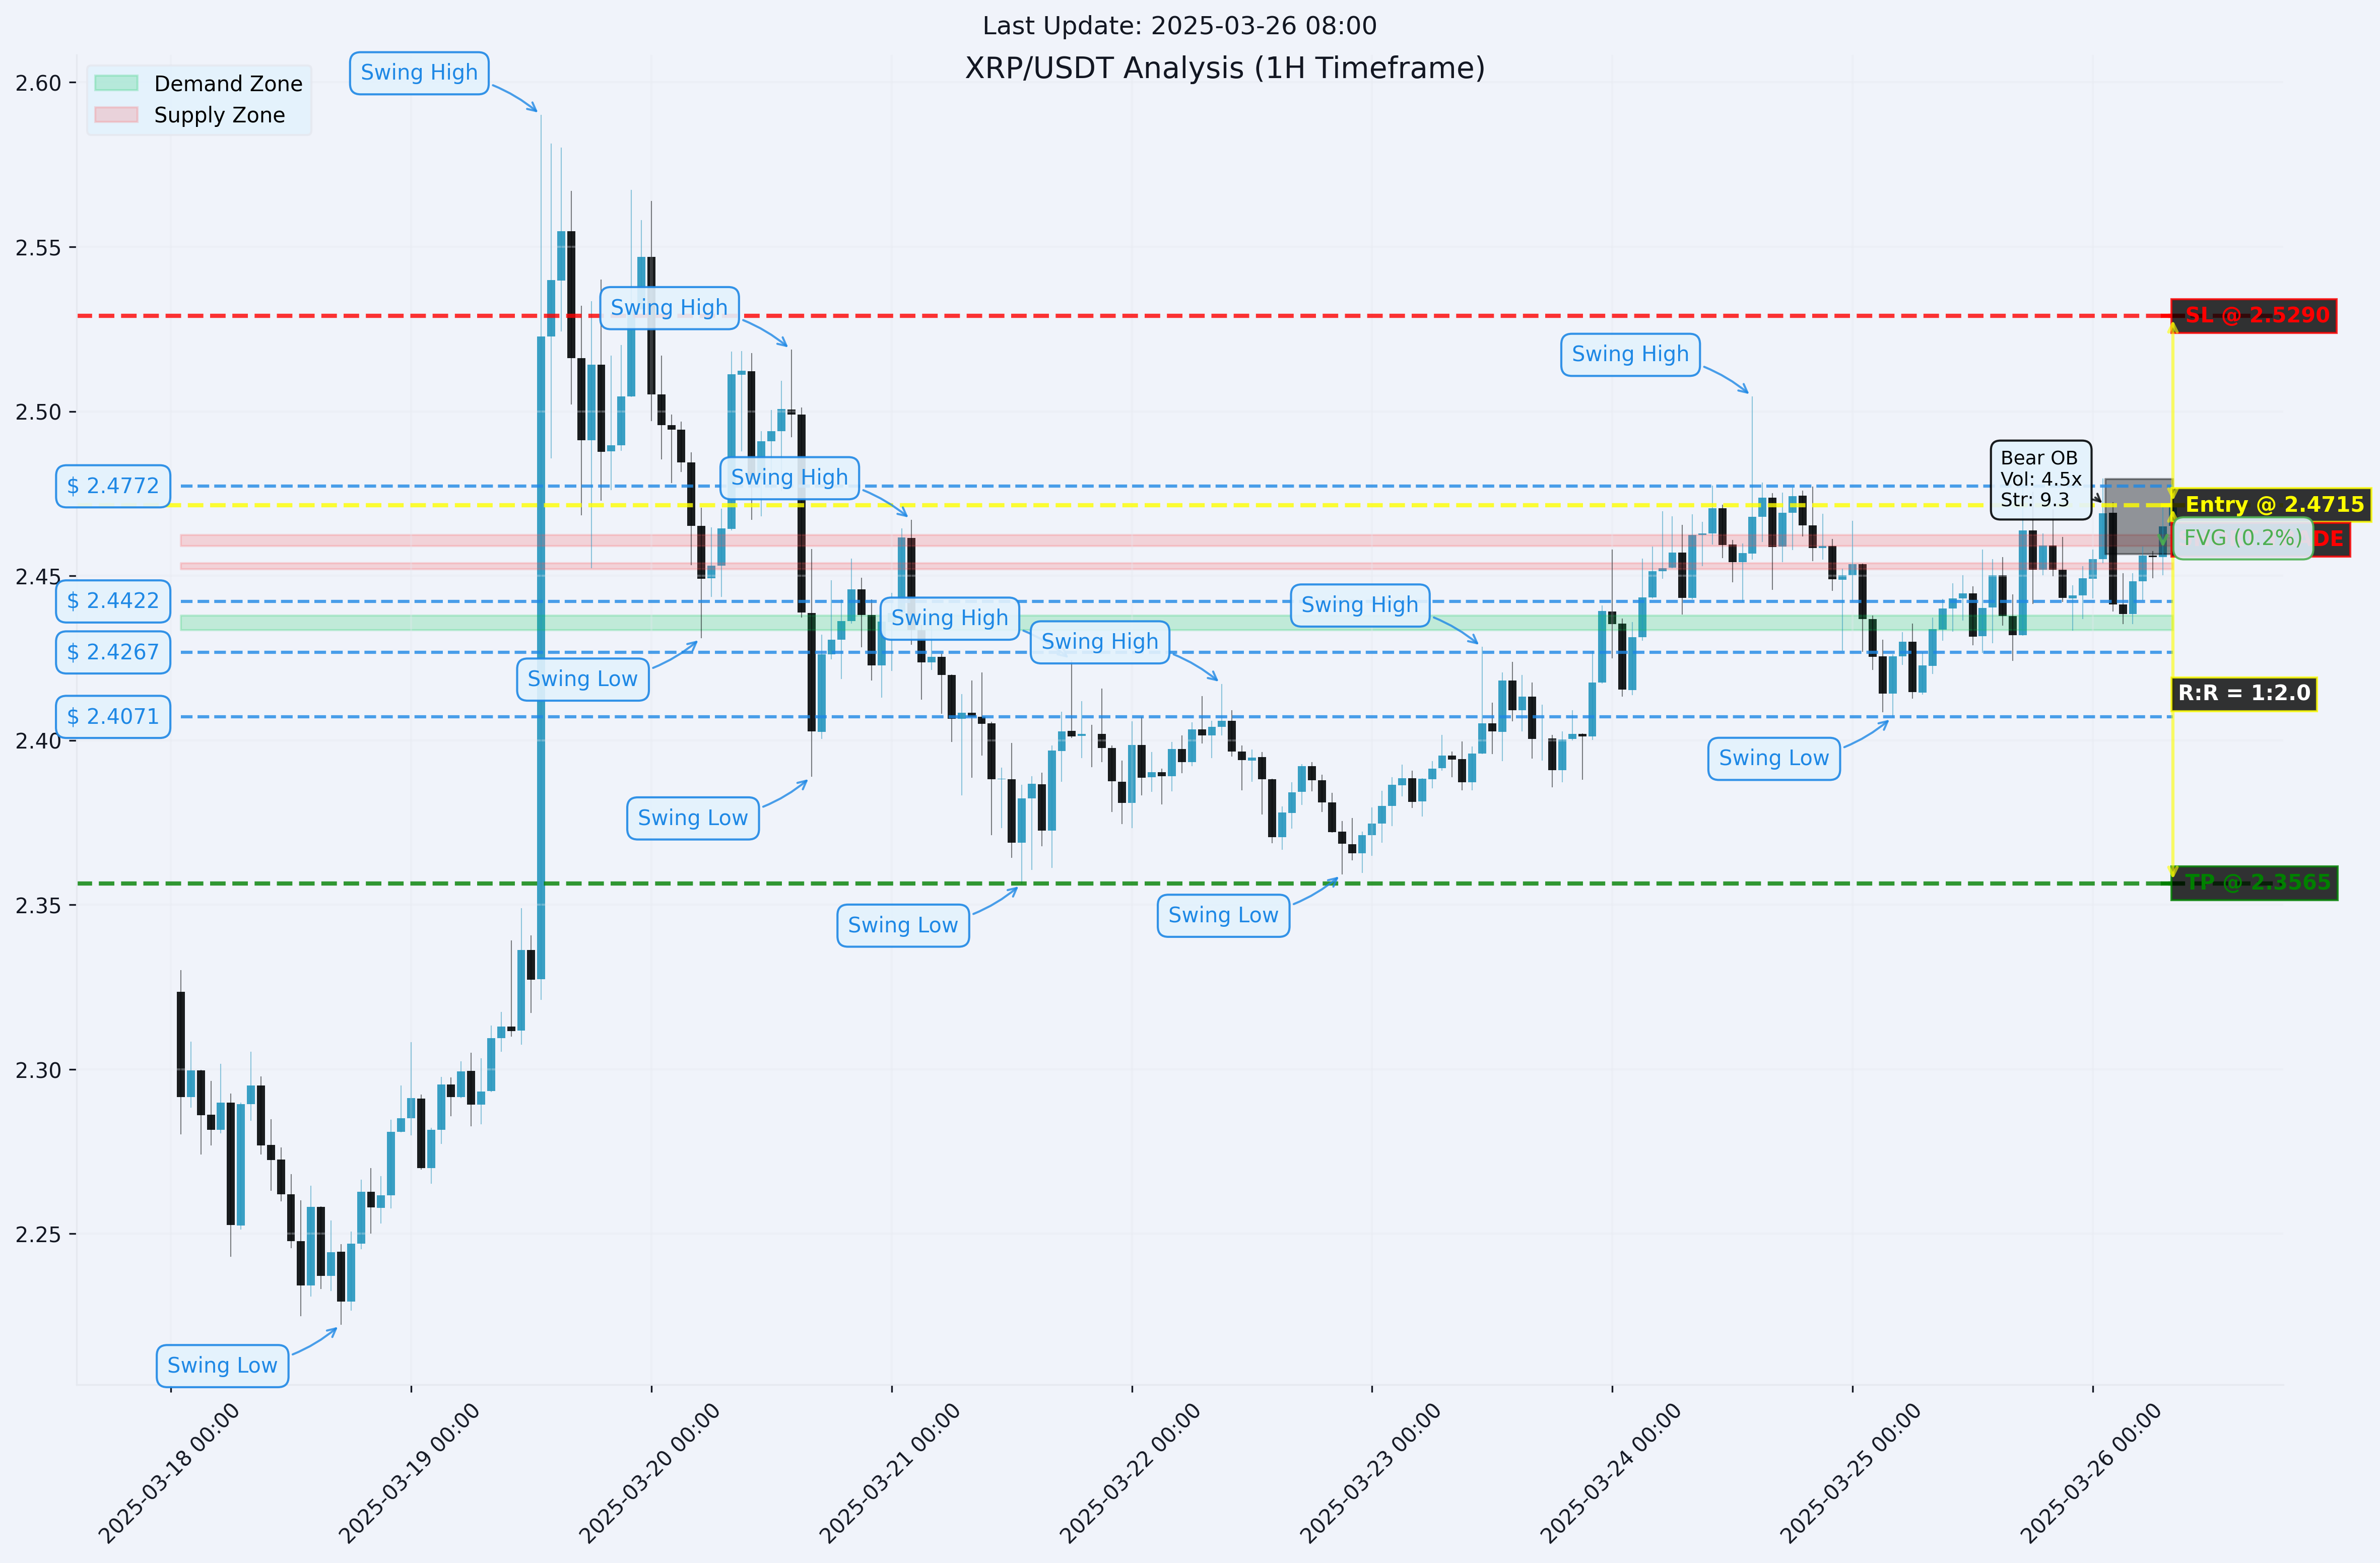 Last Update: 2025-03-26 08:00
XRP/USDT Analysis (1H Timeframe)
Demand Zone
Supply Zone
2.60
2.55
2.50
2.45
2.40
2.35
2.30
2.25
$ 2.4772
$ 2.4422
$ 2.4267
$ 2.4071
Swing High
Swing High
Swing High
Swing High
Swing High
Swing High
Swing High
Swing Low
Swing Low
Swing Low
Swing Low
Swing Low
Swing Low
Bear OB
Vol: 4.5x
Str: 9.3
SL @ 2.5290
Entry @ 2.4715
FVG (0.2%)
R:R = 1:2.0
TP @ 2.3565
2025-03-18 00:00
2025-03-19 00:00
2025-03-20 00:00
2025-03-21 00:00
2025-03-22 00:00
2025-03-23 00:00
2025-03-24 00:00
2025-03-25 00:00
2025-03-26 00:00